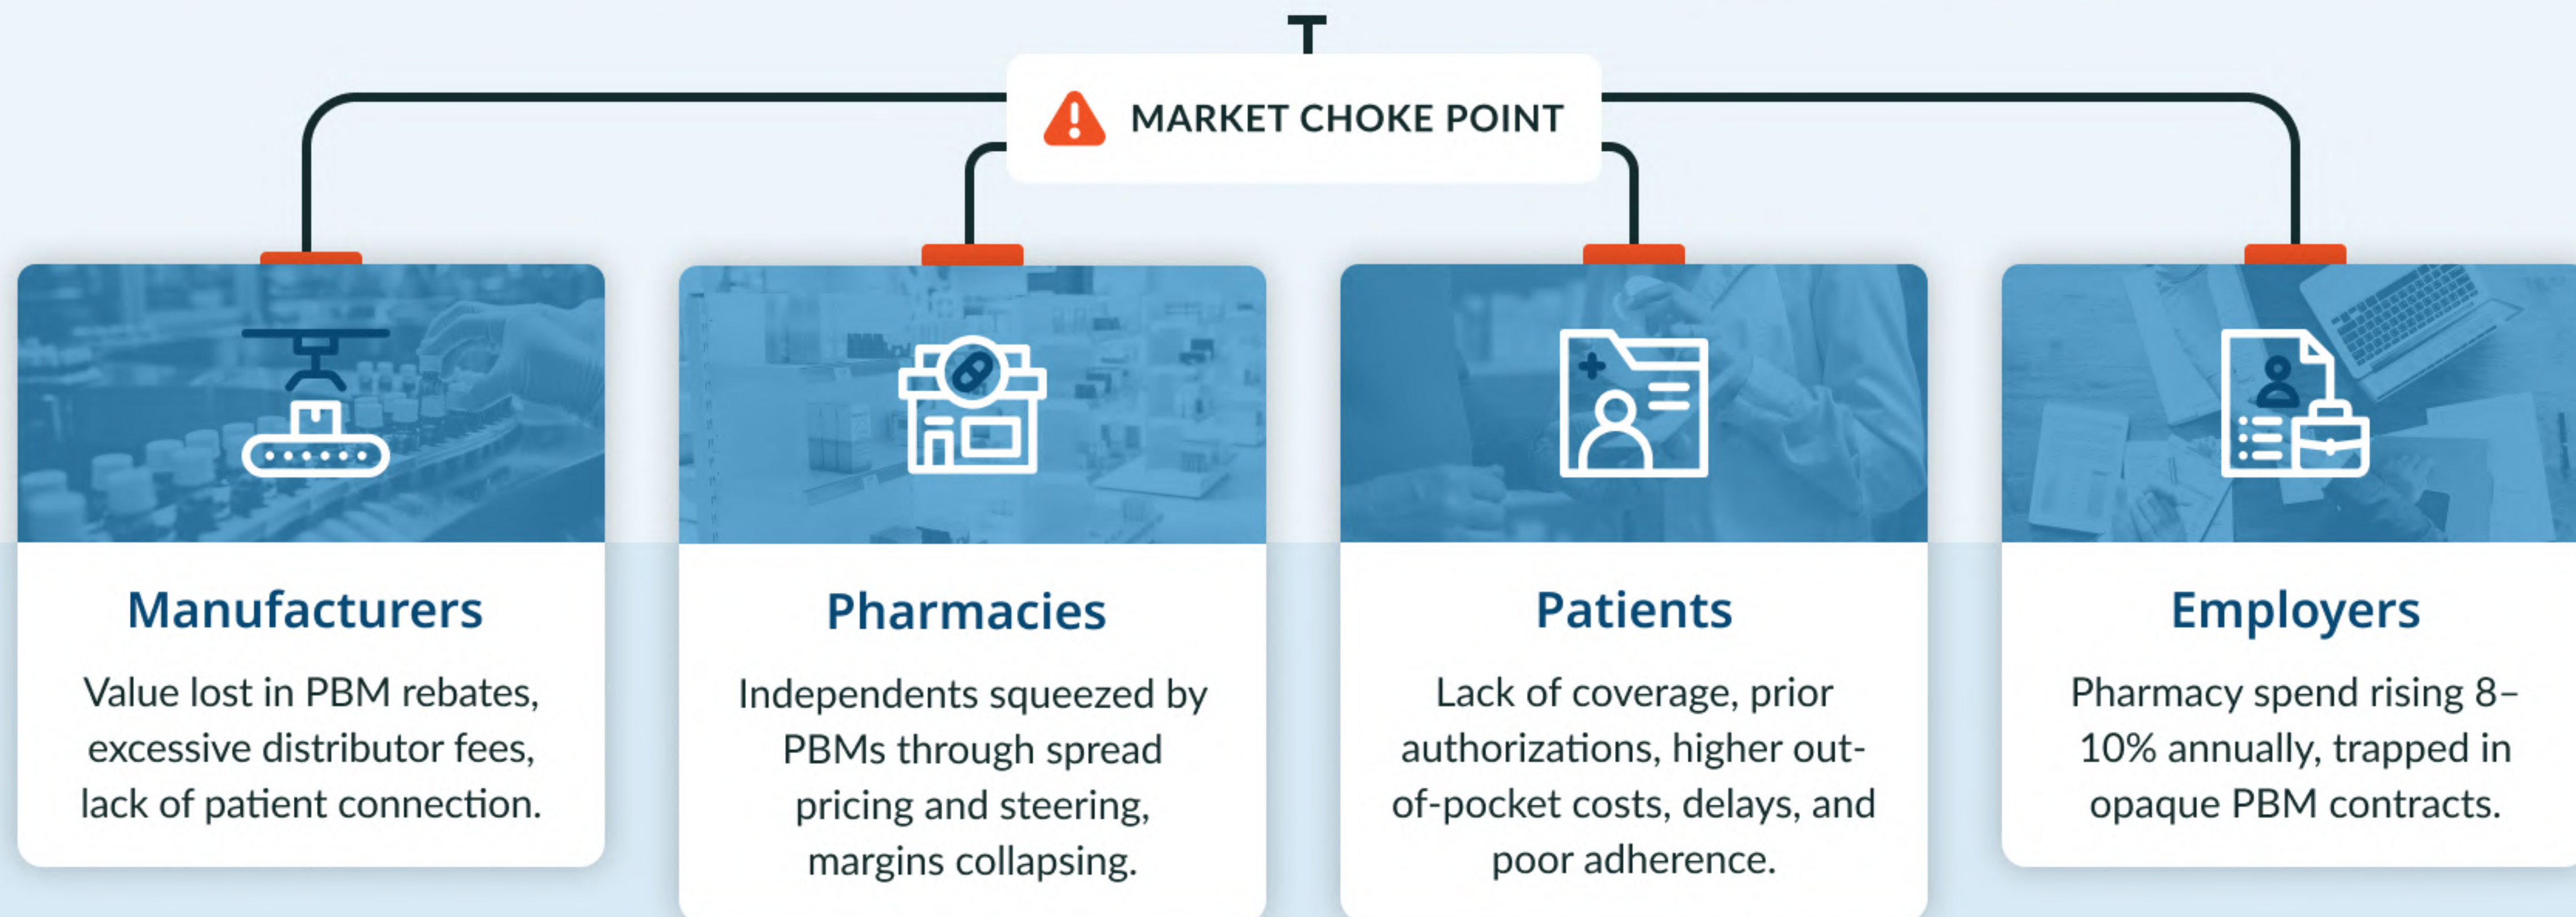 MARKET CHOKE POINT
Manufacturers
Value lost in PBM rebates,
excessive distributor fees,
lack of patient connection.
Pharmacies
Independents squeezed by
PBMs through spread
pricing and steering,
margins collapsing.
Patients
Lack of coverage, prior
authorizations, higher out-
of-pocket costs, delays, and
poor adherence.
Employers
Pharmacy spend rising 8–
10% annually, trapped in
opaque PBM contracts.